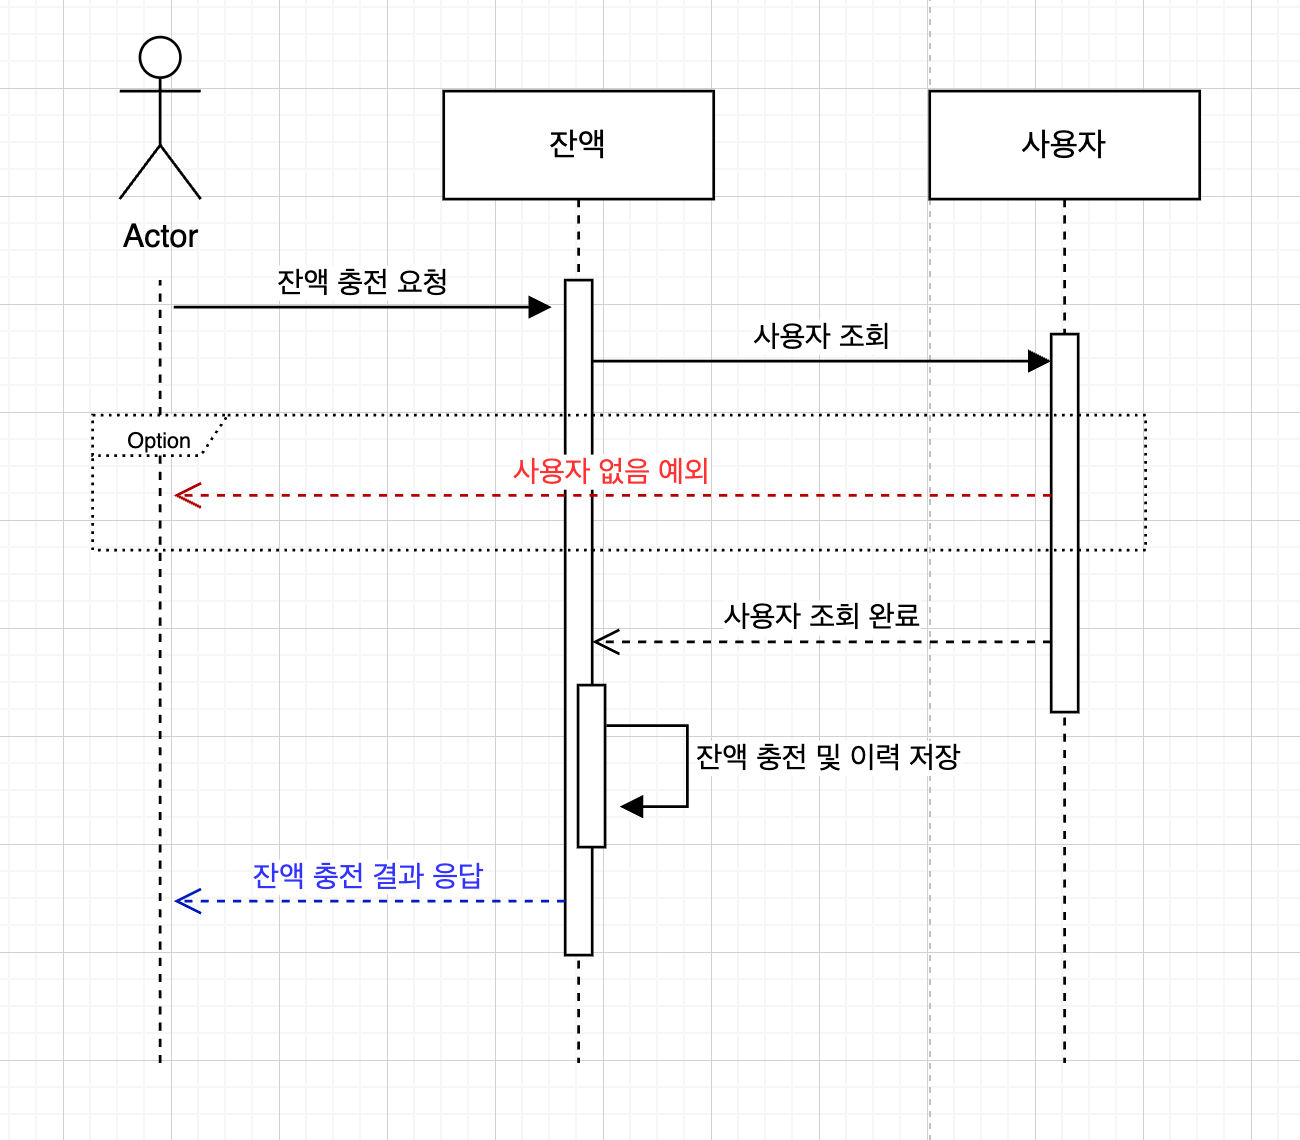 잔액
사용자
Actor
잔액 충전 요청
사용자 조회
Option
사용자 없음 예외
사용자 조회 완료
잔액 충전 및 이력 저장
잔액 충전 결과 응답